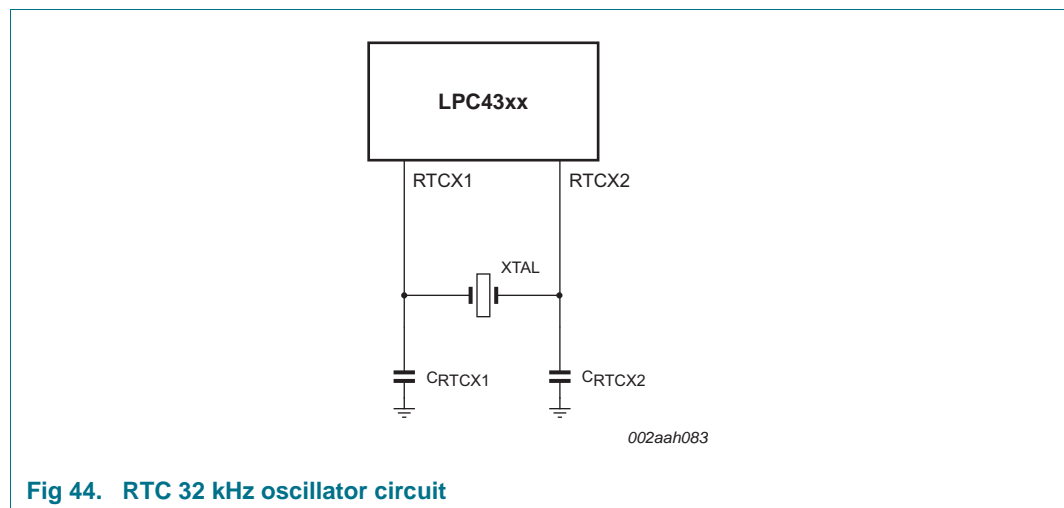 LPC43xx
RTCX1 RTCX2
XTAL
CRTCX1 CRTCX2
002aah083
Fig 44. RTC 32 kHz oscillator circuit